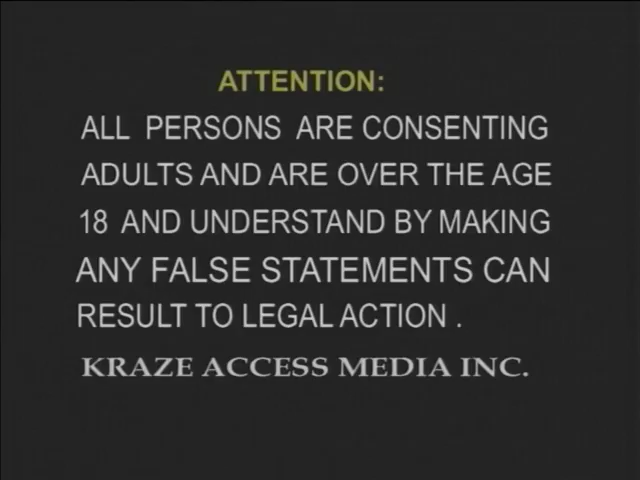 ATTENTION:
ALL PERSONS ARE CONSENTING
ADULTS AND ARE OVER THE AGE
18 AND UNDERSTAND BY MAKING
ANY FALSE STATEMENTS CAN
RESULT TO LEGAL ACTION .
KRAZE ACCESS MEDIA INC.